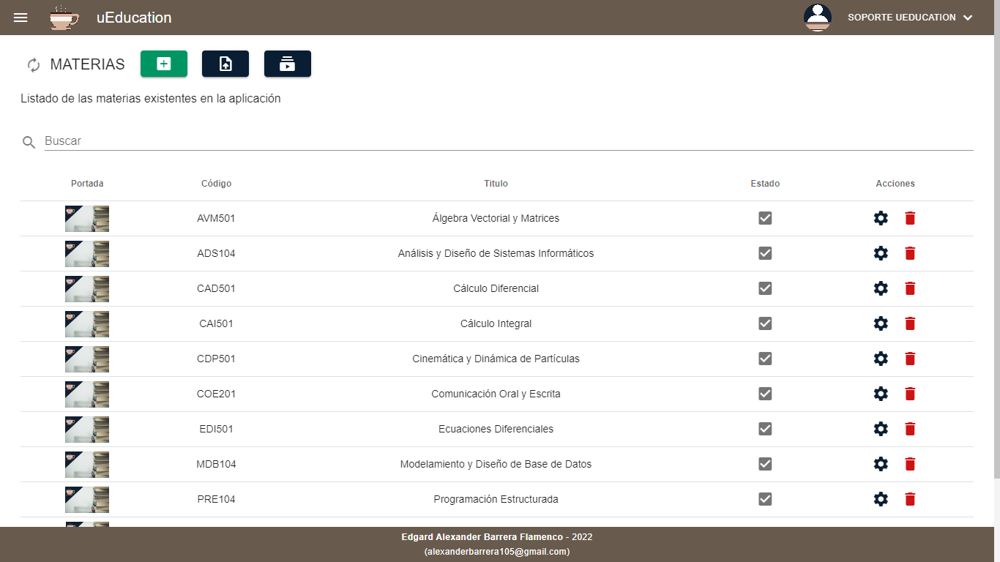 uEducation
SOPORTE UEDUCATION
MATERIAS
Listado de las materias existentes en la aplicación
Buscar
Portada Código Titulo Estado Acciones
AVM501 Álgebra Vectorial y Matrices
ADS104 Análisis y Diseño de Sistemas Informáticos
CAD501 Cálculo Diferencial
CAI501 Cálculo Integral
CDP501 Cinemática y Dinámica de Partículas
COE201 Comunicación Oral y Escrita
EDI501 Ecuaciones Diferenciales
MDB104 Modelamiento y Diseño de Base de Datos
PRE104 Programación Estructurada
Edgard Alexander Barrera Flamenco - 2022
(alexanderbarrera105@gmail.com)